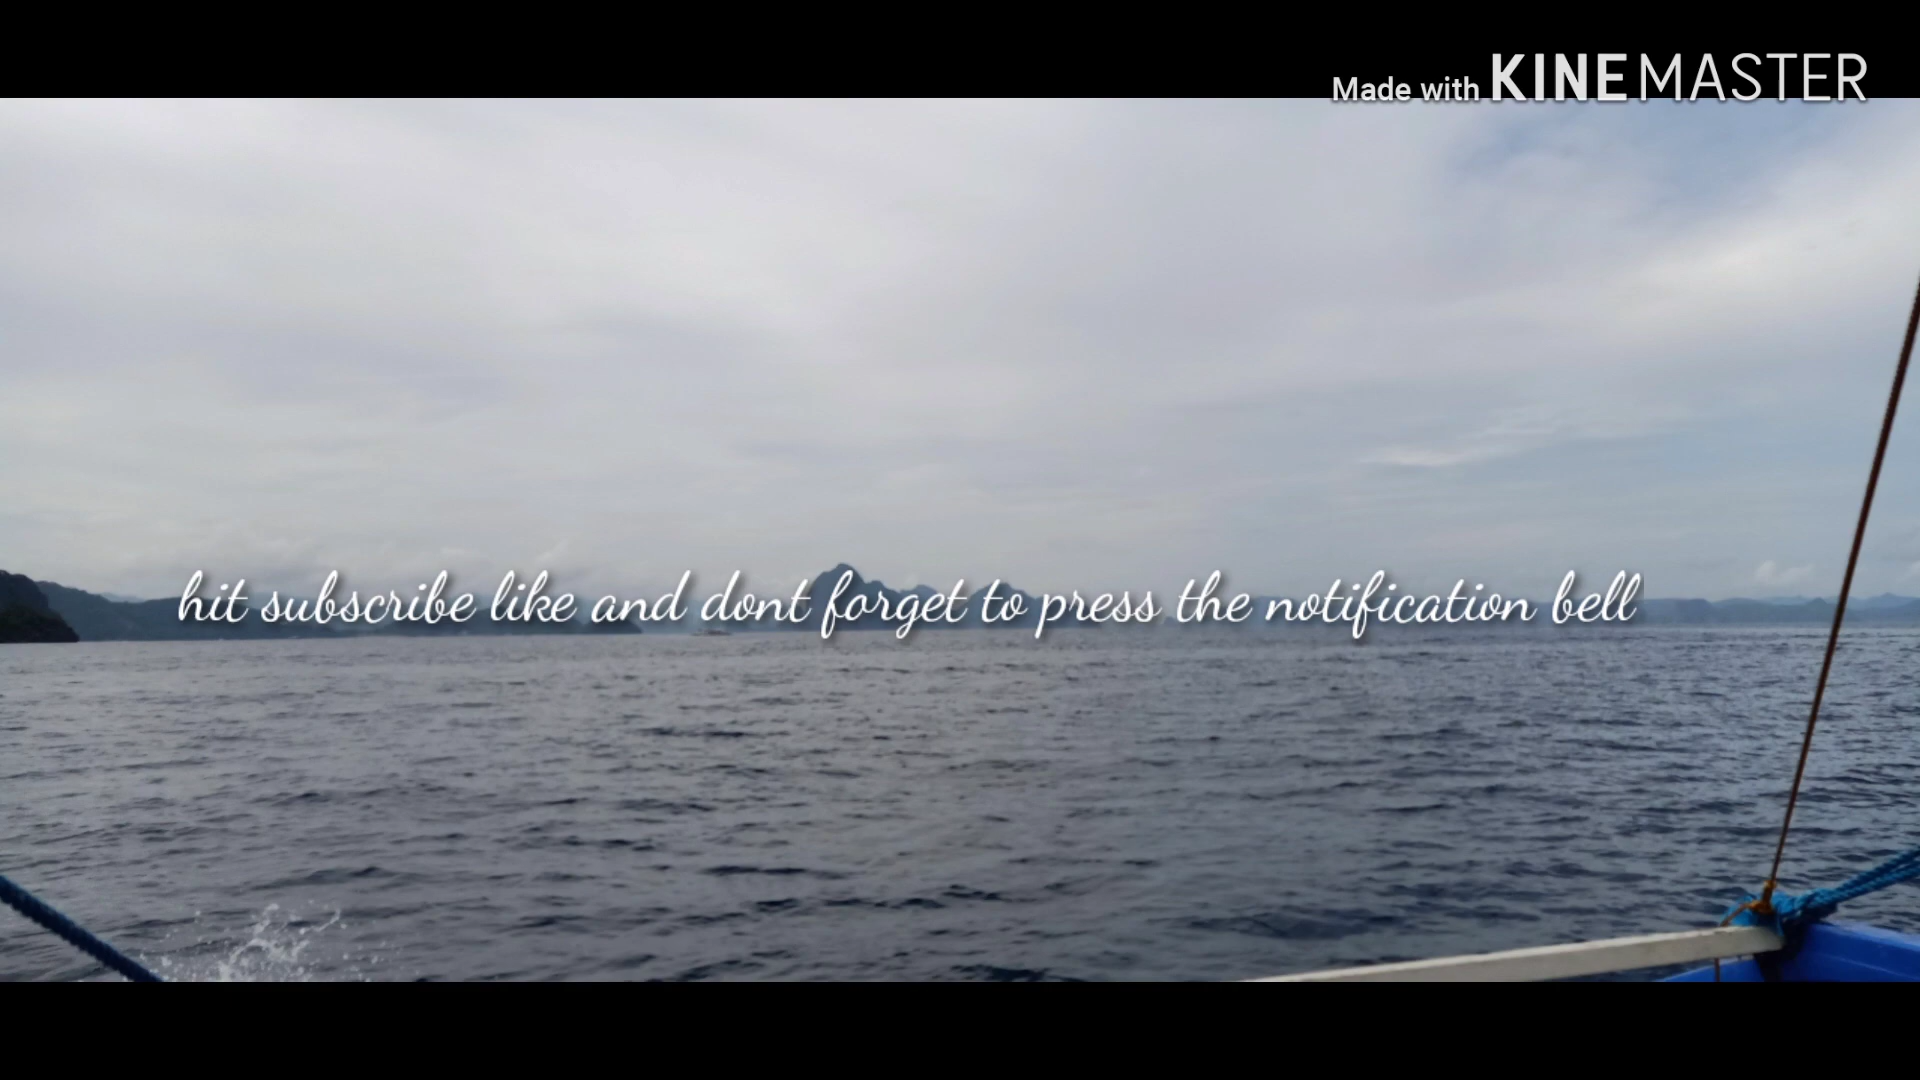 Made with KINEMASTER
hit subscribe like and dont forget to press the notification bell